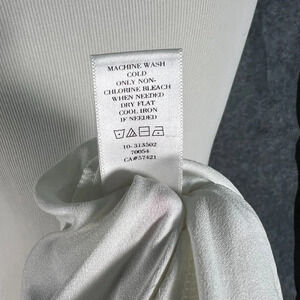 MACHINE WASH
COLD
ONLY NON-
CHLORINE BLEACH
WHEN NEEDED
DRY FLAT
COOL IRON
IF NEEDED
10-313502
70054
CA#57421